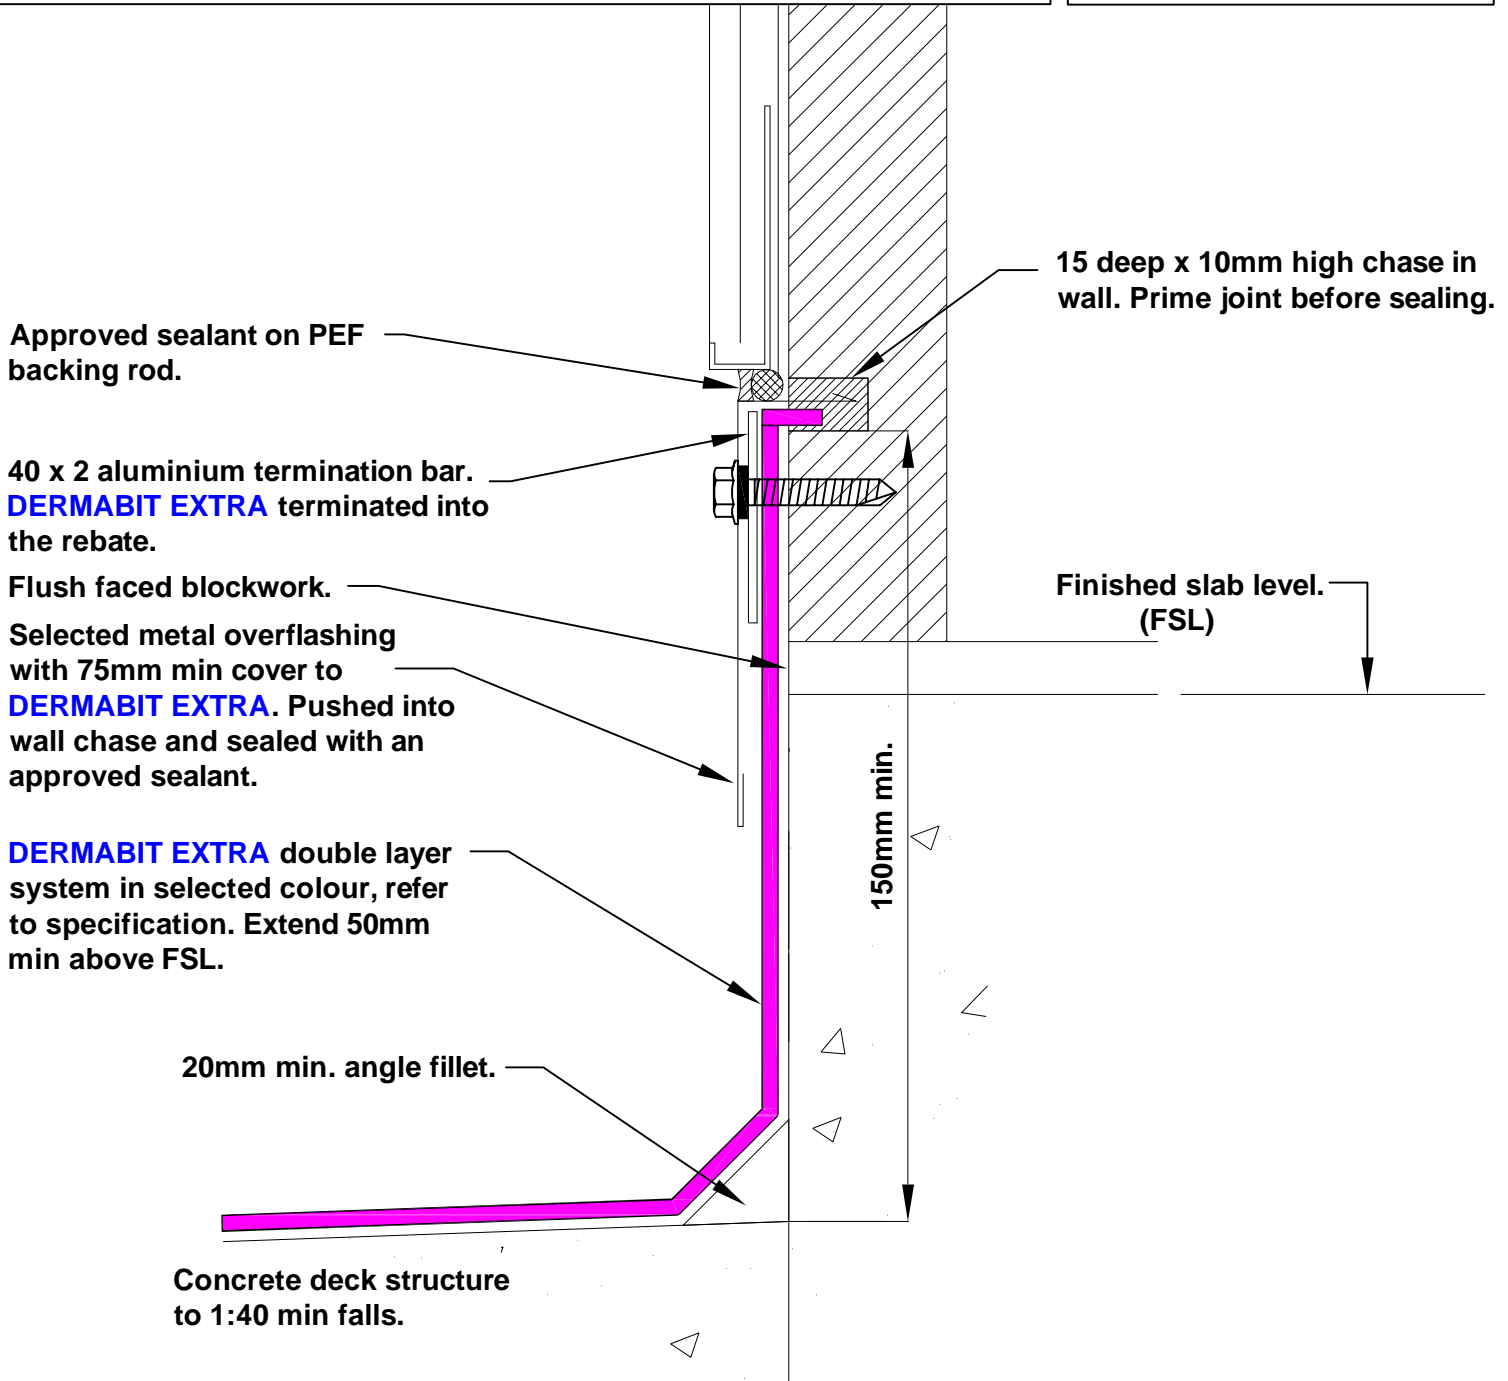 15 deep x 10mm high chase in
wall. Prime joint before sealing.
Approved sealant on PEF
backing rod.
40 x 2 aluminium termination bar.
DERMABIT EXTRA terminated into
the rebate.
Flush faced blockwork.
Finished slab level.
(FSL)
Selected metal overflashing
with 75mm min cover to
DERMABIT EXTRA. Pushed into
wall chase and sealed with an
approved sealant.
150mm min.
DERMABIT EXTRA double layer
system in selected colour, refer
to specification. Extend 50mm
min above FSL.
20mm min. angle fillet.
Concrete deck structure
to 1:40 min falls.